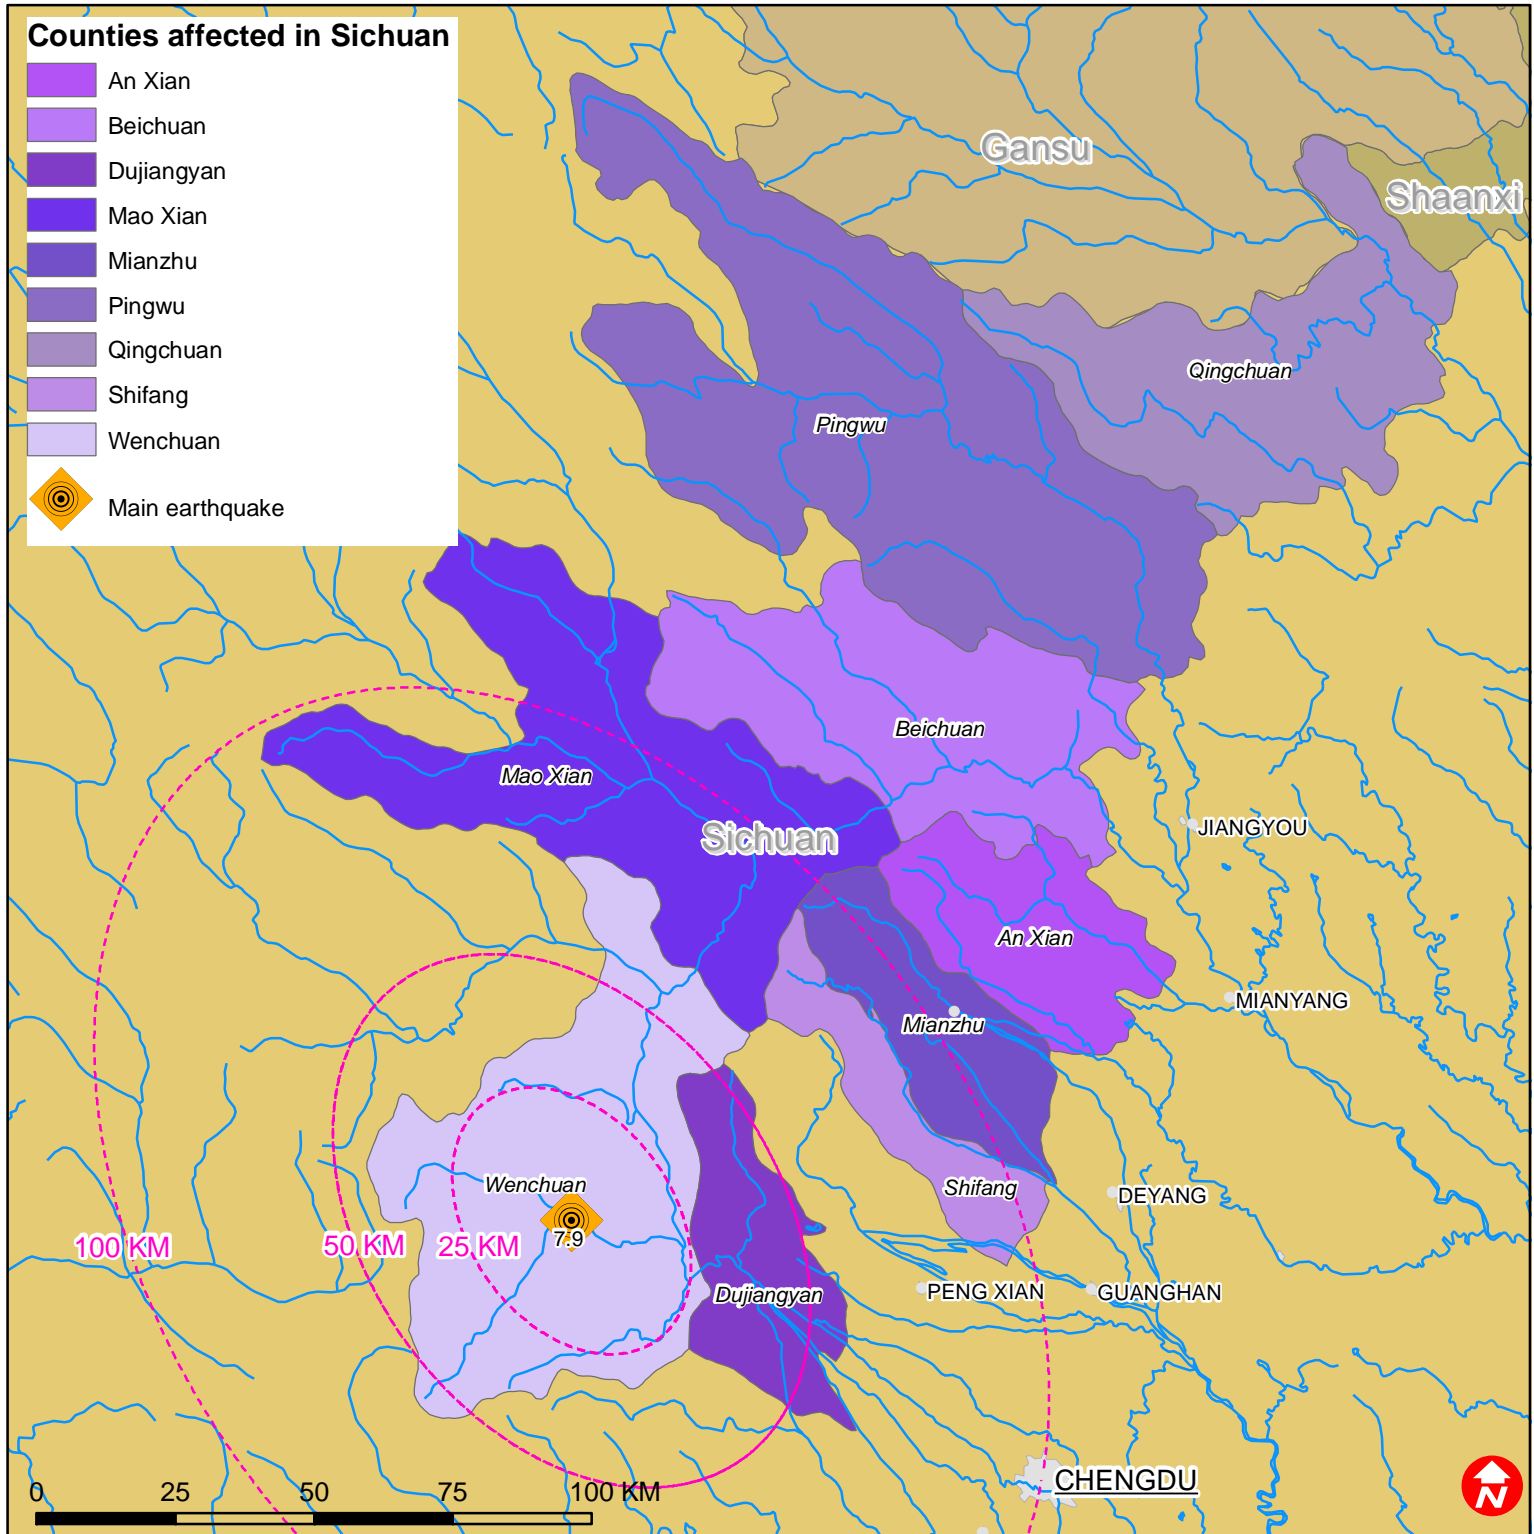 Counties affected in Sichuan
An Xian
Beichuan
Dujiangyan
Mao Xian
Mianzhu
Pingwu
Qingchuan
Shifang
Wenchuan
Main earthquake
Gansu
Shaanxi
Qingchuan
Pingwu
Beichuan
Mao Xian
Sichuan
JIANGYOU
An Xian
MIANYANG
Mianzhu
Wenchuan
Shifang
DEYANG
7.9
100 KM
50 KM
25 KM
Dujiangyan
PENG XIAN
GUANGHAN
CHENGDU
0 25 50 75 100 KM
N